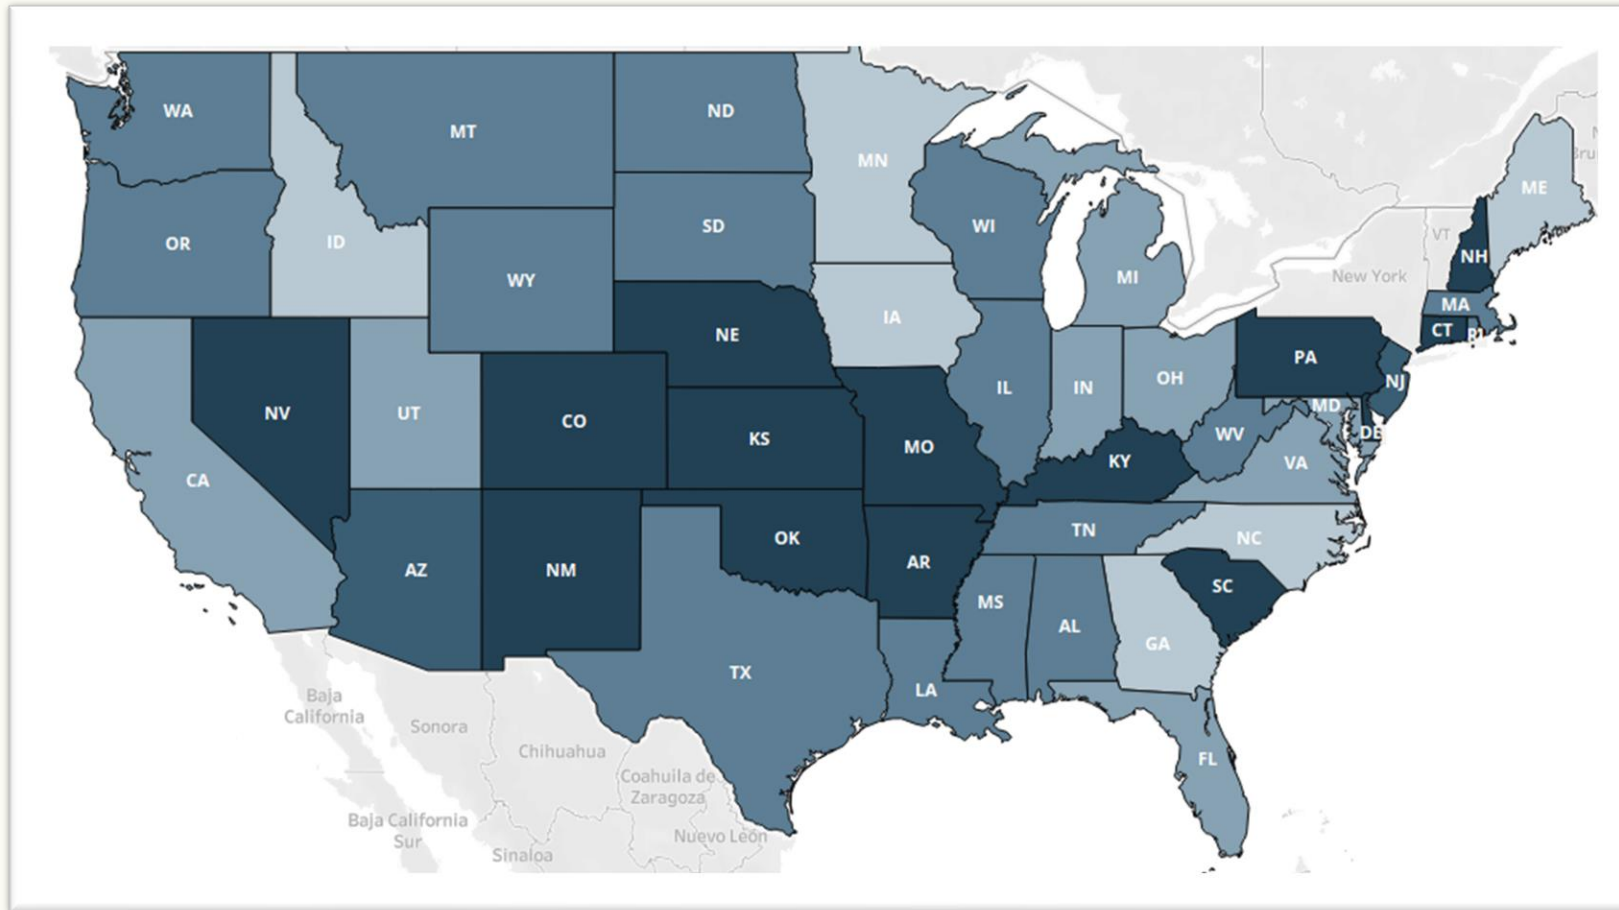 WA
MT
ND
MN
ME
OR
ID
SD
WI
VT
NH
WY
MI
New York
MA
NE
IA
CT
RI
PA
NV
UT
CO
KS
IL
IN
OH
NJ
MD
DE
MO
WV
KY
VA
CA
OK
TN
NC
AZ
NM
AR
SC
MS
AL
GA
TX
LA
FL
Baja
California
Sonora
Chihuahua
Coahuila de
Zaragoza
Baja California
Sur
Nuevo León
Sinaloa